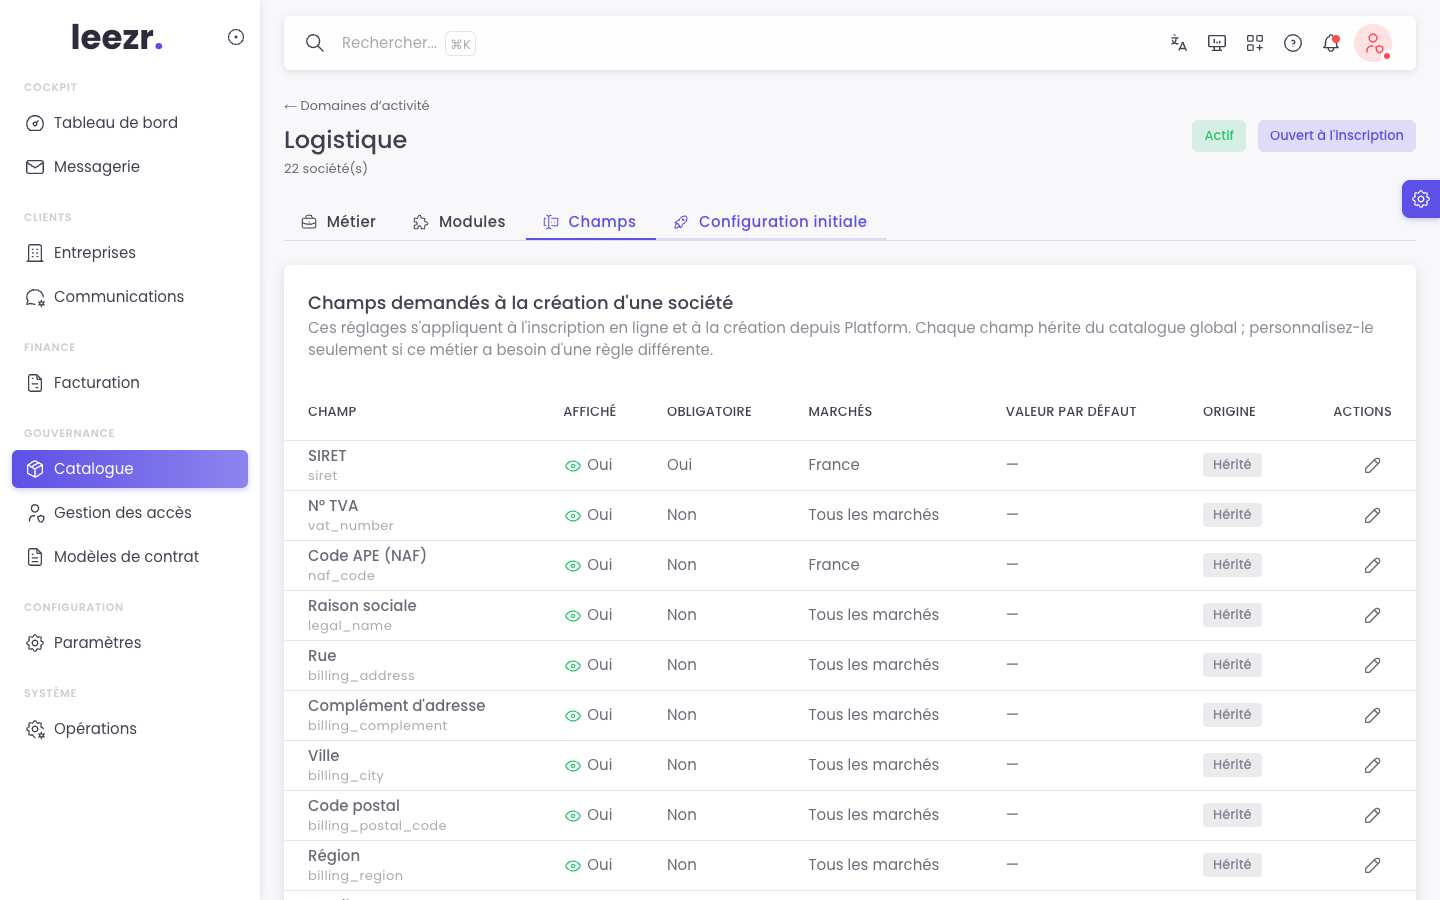 leezr.
Rechercher... ⌘K
COCKPIT
Tableau de bord
Messagerie
CLIENTS
Entreprises
Communications
FINANCE
Facturation
GOUVERNANCE
Catalogue
Gestion des accès
Modèles de contrat
CONFIGURATION
Paramètres
SYSTÈME
Opérations
← Domaines d'activité
Logistique
22 société(s)
Actif
Ouvert à l'inscription
Métier
Modules
Champs
Configuration initiale
Champs demandés à la création d'une société
Ces réglages s'appliquent à l'inscription en ligne et à la création depuis Platform. Chaque champ hérite du catalogue global ; personnalisez-le
seulement si ce métier a besoin d'une règle différente.
CHAMP AFFICHÉ OBLIGATOIRE MARCHÉS VALEUR PAR DÉFAUT ORIGINE ACTIONS
SIRET
siret
Oui Oui France — Hérité
N° TVA
vat_number
Oui Non Tous les marchés — Hérité
Code APE (NAF)
naf_code
Oui Non France — Hérité
Raison sociale
legal_name
Oui Non Tous les marchés — Hérité
Rue
billing_address
Oui Non Tous les marchés — Hérité
Complément d'adresse
billing_complement
Oui Non Tous les marchés — Hérité
Ville
billing_city
Oui Non Tous les marchés — Hérité
Code postal
billing_postal_code
Oui Non Tous les marchés — Hérité
Région
billing_region
Oui Non Tous les marchés — Hérité